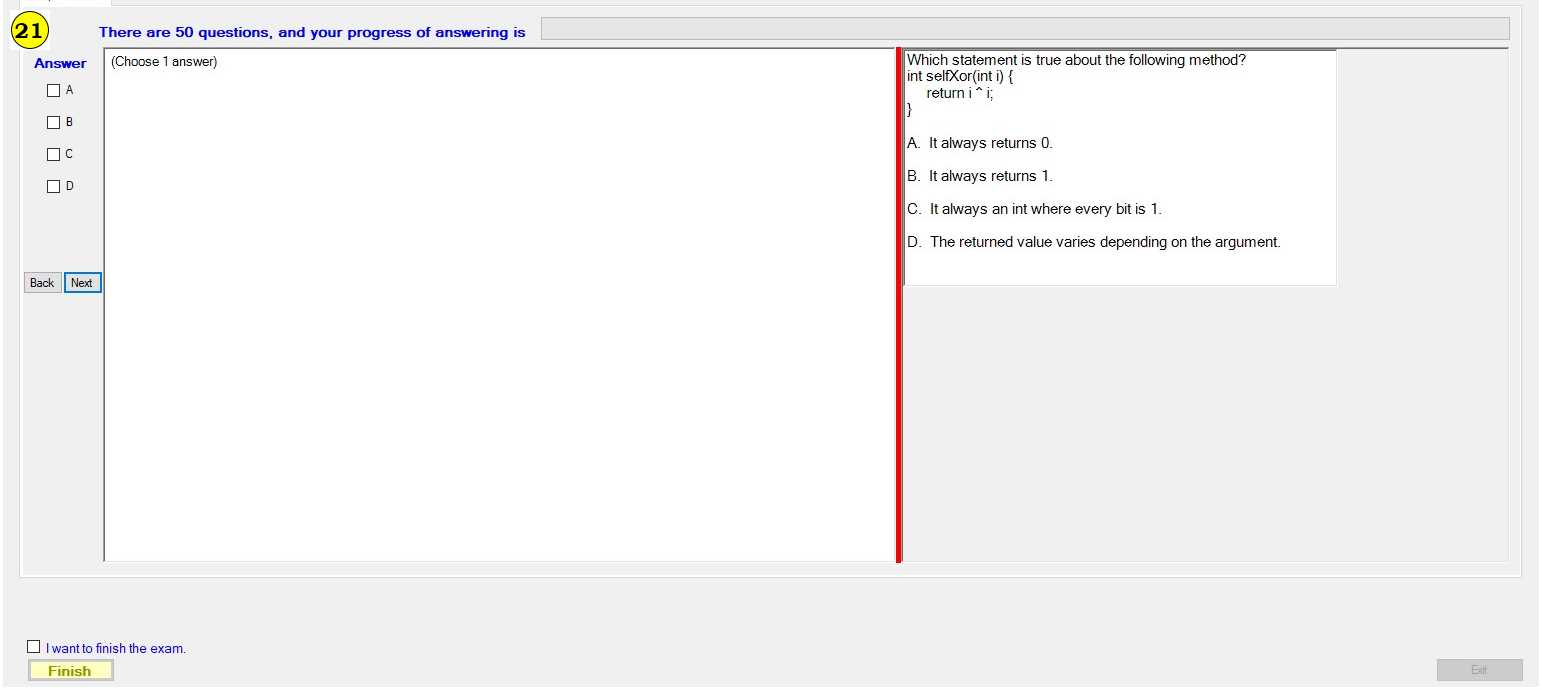 21
There are 50 questions, and your progress of answering is
Answer
(Choose 1 answer)
A
B
C
D
Back Next
Which statement is true about the following method?
int selfXor(int i) {
return i ^ i;
}
A. It always returns 0.
B. It always returns 1.
C. It always an int where every bit is 1.
D. The returned value varies depending on the argument.
I want to finish the exam.
Finish
Exit